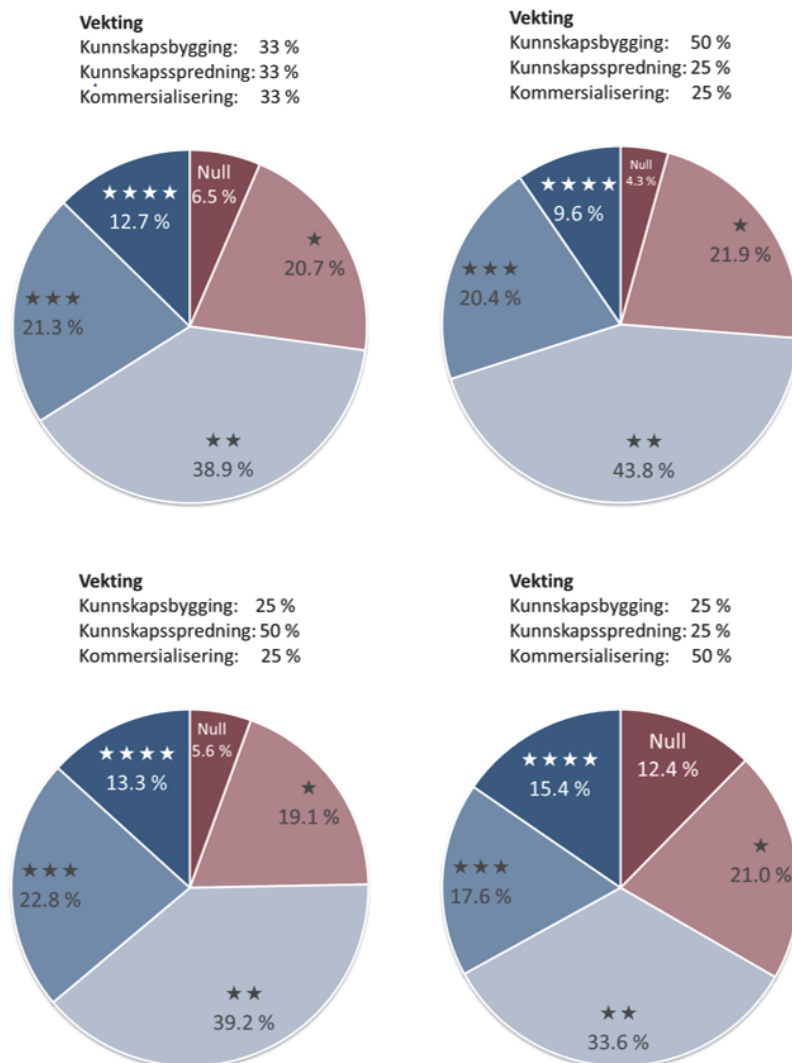 Vekting
Kunnskapsbygging: 33 %
Kunnskapsspredning: 33 %
Kommersialisering: 33 %
Null
6.5 %
★
20.7 %
★★
38.9 %
★★★
21.3 %
★★★★
12.7 %
Vekting
Kunnskapsbygging: 50 %
Kunnskapsspredning: 25 %
Kommersialisering: 25 %
Null
4.3 %
★
21.9 %
★★
43.8 %
★★★
20.4 %
★★★★
9.6 %
Vekting
Kunnskapsbygging: 25 %
Kunnskapsspredning: 50 %
Kommersialisering: 25 %
Null
5.6 %
★
19.1 %
★★
39.2 %
★★★
22.8 %
★★★★
13.3 %
Vekting
Kunnskapsbygging: 25 %
Kunnskapsspredning: 25 %
Kommersialisering: 50 %
Null
12.4 %
★
21.0 %
★★
33.6 %
★★★
17.6 %
★★★★
15.4 %